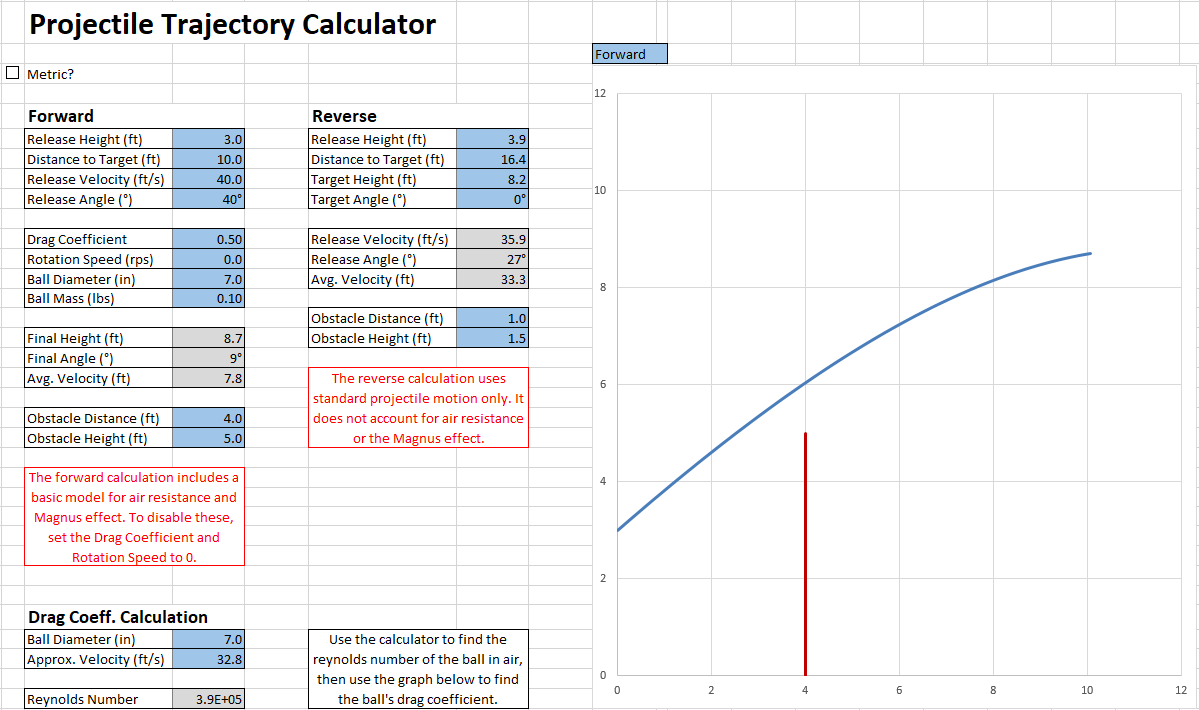 Projectile Trajectory Calculator
Forward
Metric?
Forward
Release Height (ft) 3.0
Distance to Target (ft) 10.0
Release Velocity (ft/s) 40.0
Release Angle (°) 40°
Drag Coefficient 0.50
Rotation Speed (rps) 0.0
Ball Diameter (in) 7.0
Ball Mass (lbs) 0.10
Final Height (ft) 8.7
Final Angle (°) 9°
Avg. Velocity (ft) 7.8
Obstacle Distance (ft) 4.0
Obstacle Height (ft) 5.0
The forward calculation includes a
basic model for air resistance and
Magnus effect. To disable these,
set the Drag Coefficient and
Rotation Speed to 0.
Reverse
Release Height (ft) 3.9
Distance to Target (ft) 16.4
Target Height (ft) 8.2
Target Angle (°) 0°
Release Velocity (ft/s) 35.9
Release Angle (°) 27°
Avg. Velocity (ft) 33.3
Obstacle Distance (ft) 1.0
Obstacle Height (ft) 1.5
The reverse calculation uses
standard projectile motion only. It
does not account for air resistance
or the Magnus effect.
Drag Coeff. Calculation
Ball Diameter (in) 7.0
Approx. Velocity (ft/s) 32.8
Reynolds Number 3.9E+05
Use the calculator to find the
reynolds number of the ball in air,
then use the graph below to find
the ball's drag coefficient.
12
10
8
6
4
2
0
0 2 4 6 8 10 12